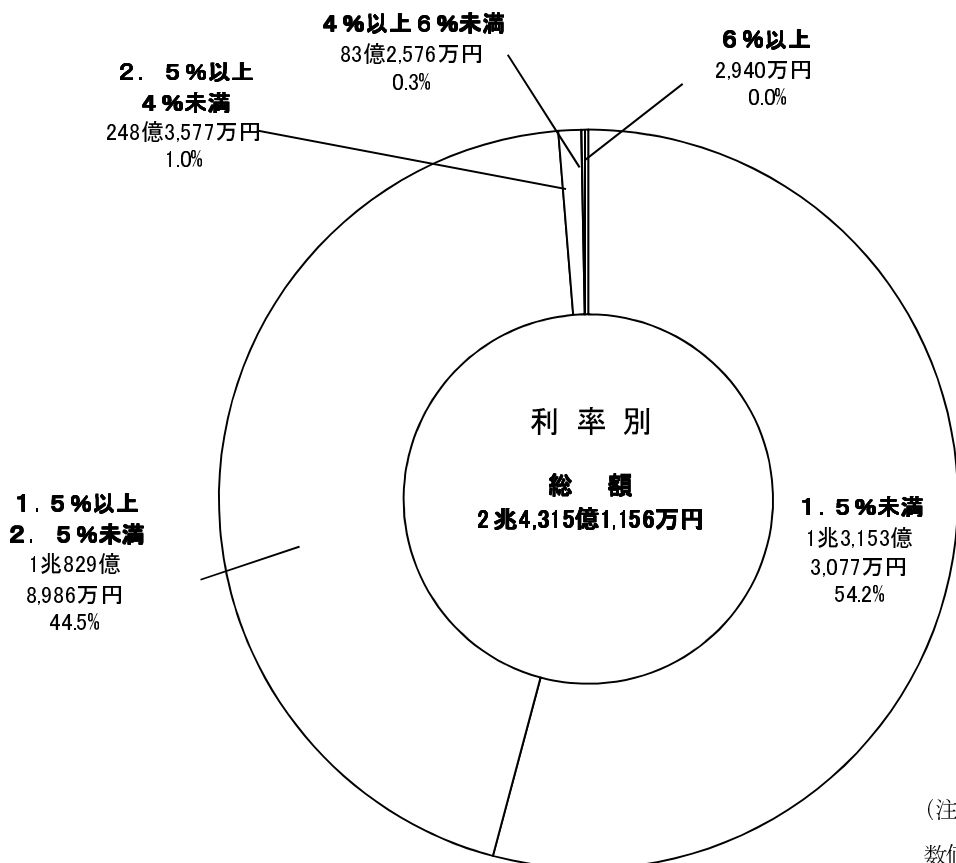 4%以上6%未満
83億2,576万円
0.3%
6%以上
2,940万円
0.0%
2.5%以上
4%未満
248億3,577万円
1.0%
利率別
総額
2兆4,315億1,156万円
1.5%以上
2.5%未満
1兆829億
8,986万円
44.5%
1.5%未満
1兆3,153億
3,077万円
54.2%
(注
数値